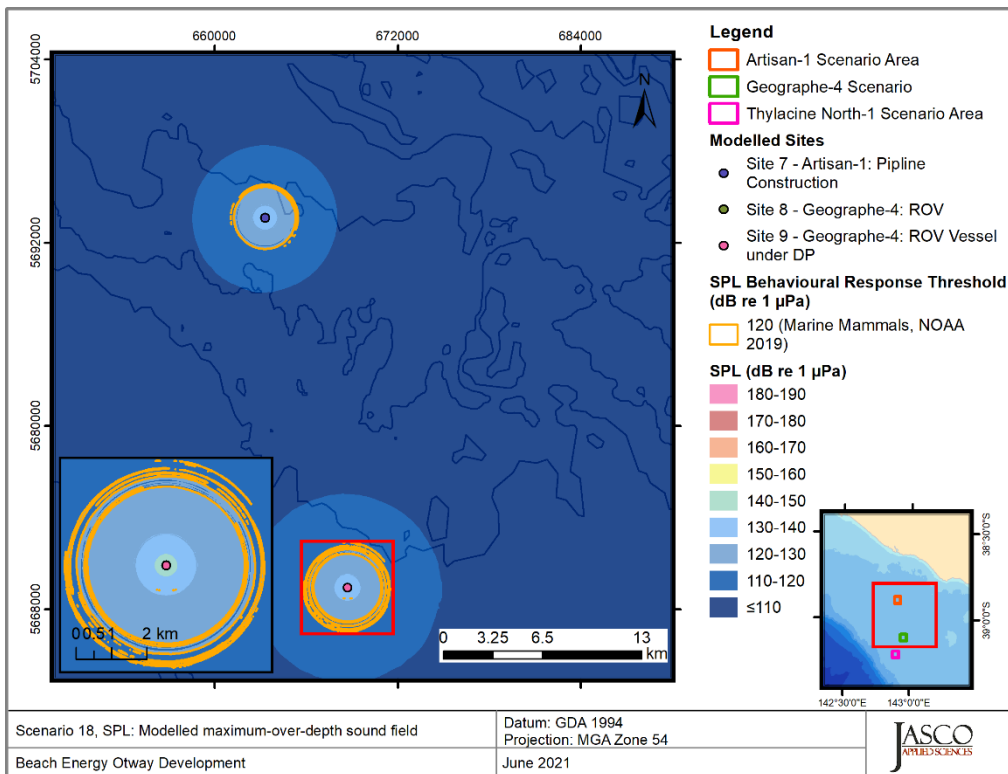 660000 672000 684000
5704000
5692000
5680000
5668000
N
00.51 2 km
0 3.25 6.5 13
km
Legend
Artisan-1 Scenario Area
Geographe-4 Scenario
Thylacine North-1 Scenario Area
Modelled Sites
Site 7 - Artisan-1: Pipline
Construction
Site 8 - Geographe-4: ROV
Site 9 - Geographe-4: ROV Vessel
under DP
SPL Behavioural Response Threshold
(dB re 1 µPa)
120 (Marine Mammals, NOAA
2019)
SPL (dB re 1 µPa)
180-190
170-180
160-170
150-160
140-150
130-140
120-130
110-120
≤110
38°30'0"S
39°0'0"S
142°30'0"E 143°0'0"E
Scenario 18, SPL: Modelled maximum-over-depth sound field
Datum: GDA 1994
Projection: MGA Zone 54
Beach Energy Otway Development
June 2021
JASCO
APPLIED SCIENCES